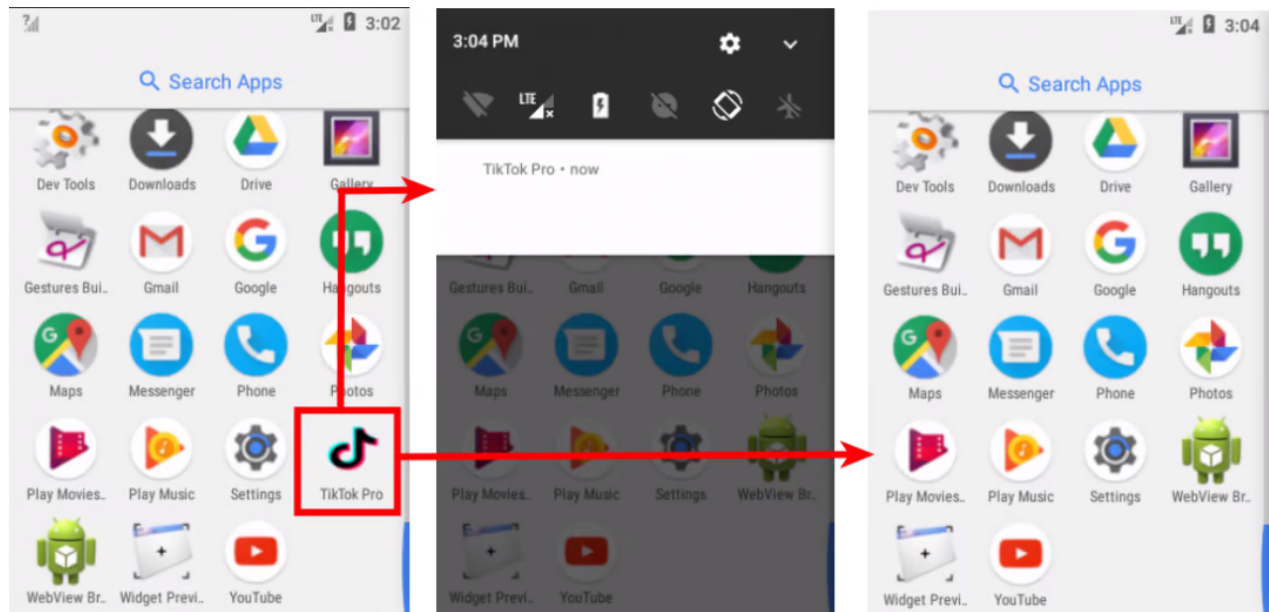 ? LTE 3:02
Search Apps
Dev Tools Downloads Drive Gallery
Gestures Bui.. Gmail Google Hangouts
G
Maps Messenger Phone Photos
Play Movies.. Play Music Settings TikTok Pro
WebView Br.. Widget Previ.. YouTube
3:04 PM
LTE
TikTok Pro • now
Gestures Bui.. Gmail Google Hangouts
G
Maps Messenger Phone Photos
Play Movies.. Play Music Settings WebView Br..
Widget Previ.. YouTube
LTE 3:04
Search Apps
Dev Tools Downloads Drive Gallery
Gestures Bui.. Gmail Google Hangouts
G
Maps Messenger Phone Photos
Play Movies.. Play Music Settings WebView Br..
Widget Previ.. YouTube